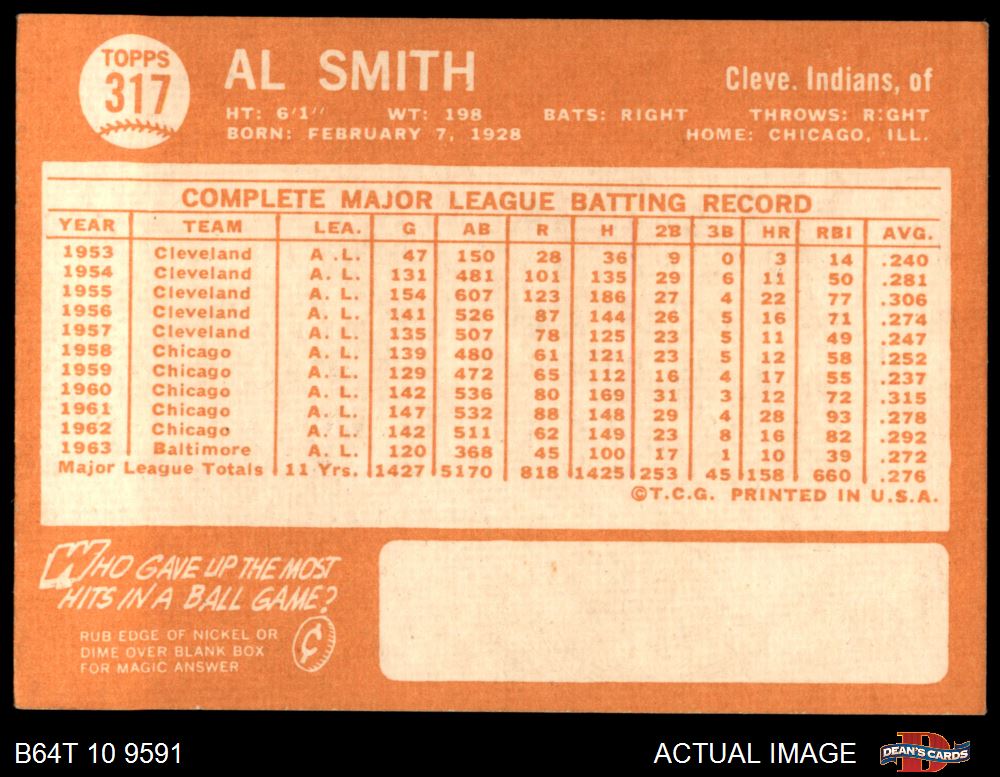 TOPPS
317
AL SMITH
Cleve. Indians, of
HT: 6'1" WT: 198 BATS: RIGHT THROWS: RIGHT
BORN: FEBRUARY 7, 1928 HOME: CHICAGO, ILL.
COMPLETE MAJOR LEAGUE BATTING RECORD
YEAR TEAM LEA. G AB R H 2B 3B HR RBI AVG.
1953 Cleveland A.L. 47 150 28 36 9 0 3 14 .240
1954 Cleveland A. L. 131 481 101 135 29 6 11 50 .281
1955 Cleveland A. L. 154 607 123 186 27 4 22 77 .306
1956 Cleveland A. L. 141 526 87 144 26 5 16 71 .274
1957 Cleveland A. L. 135 507 78 125 23 5 11 49 .247
1958 Chicago A. L. 139 480 61 121 23 5 12 58 .252
1959 Chicago A. L. 129 472 65 112 16 4 17 55 .237
1960 Chicago A. L. 142 536 80 169 31 3 12 72 .315
1961 Chicago A. L. 147 532 88 148 29 4 28 93 .278
1962 Chicago A. L. 142 511 62 149 23 8 16 82 .292
1963 Baltimore A. L. 120 368 45 100 17 1 10 39 .272
Major League Totals 11 Yrs. 1427 5170 818 1425 253 45 158 660 .276
©T.C.G. PRINTED IN U.S.A.
WHO GAVE UP THE MOST
HITS IN A BALL GAME?
RUB EDGE OF NICKEL OR
DIME OVER BLANK BOX
FOR MAGIC ANSWER
¢
B64T 10 9591
ACTUAL IMAGE
D
DEAN'S CARDS